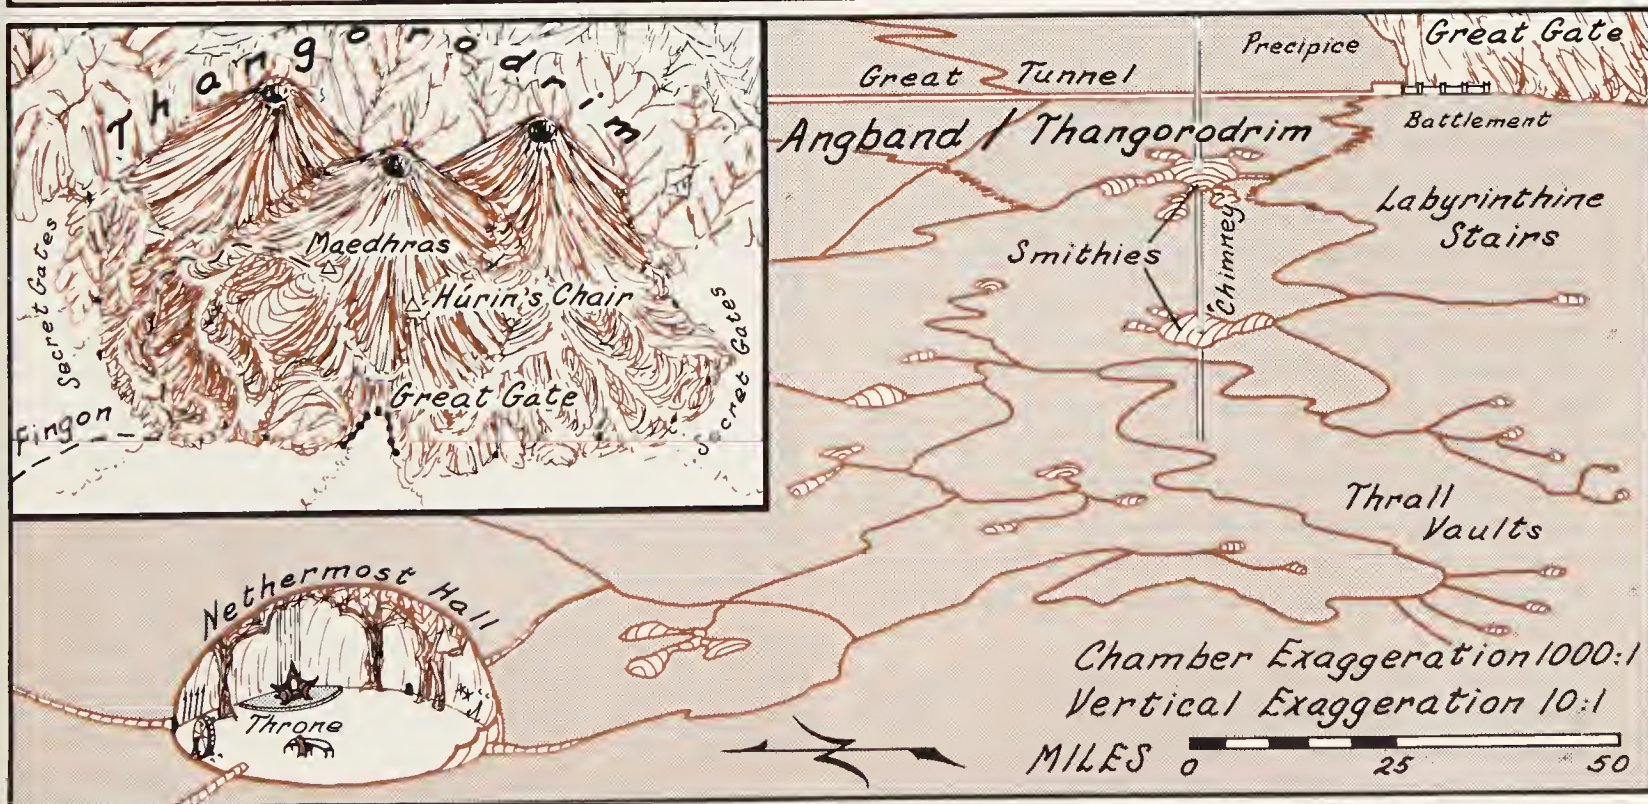 Thangorodrim
Secret Gates
Maedhras
Húrin's Chair
Great Gate
Secret Gates
Fingon
Great Tunnel
Precipice
Great Gate
Battlement
Angband / Thangorodrim
Labyrinthine
Stairs
Smithies
"Chimney"
Thrall
Vaults
Nethermost Hall
Throne
Chamber Exaggeration 1000:1
Vertical Exaggeration 10:1
MILES 0 25 50